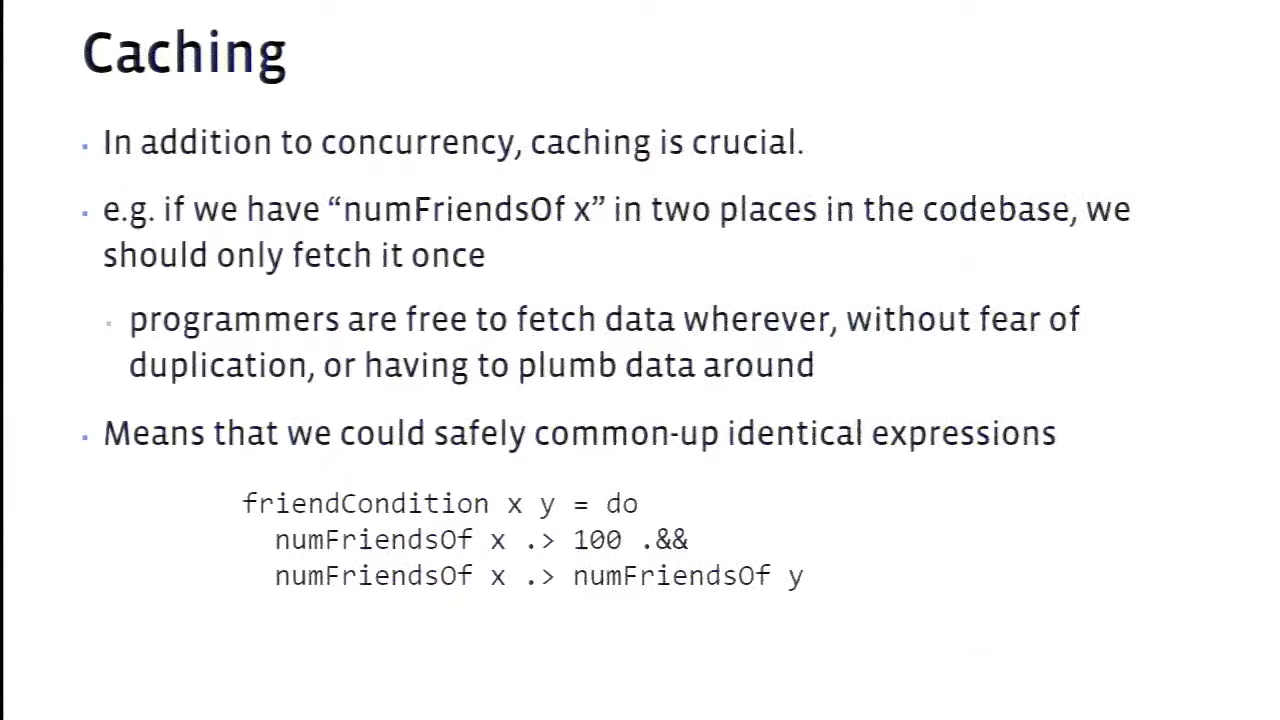 Caching
· In addition to concurrency, caching is crucial.
· e.g. if we have “numFriendsOf x” in two places in the codebase, we
should only fetch it once
· programmers are free to fetch data wherever, without fear of
duplication, or having to plumb data around
· Means that we could safely common-up identical expressions
friendCondition x y = do
numFriendsOf x .> 100 .&&
numFriendsOf x .> numFriendsOf y